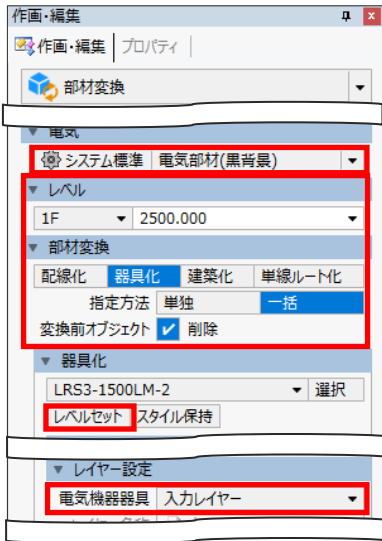 作画・編集
作画・編集 プロパティ
部材変換
電気
システム標準 電気部材(黒背景)
レベル
1F 2500.000
部材変換
配線化 器具化 建築化 単線ルート化
指定方法 単独 一括
変換前オブジェクト 削除
器具化
LRS3-1500LM-2 選択
レベルセット スタイル保持
レイヤー設定
電気機器器具 入力レイヤー